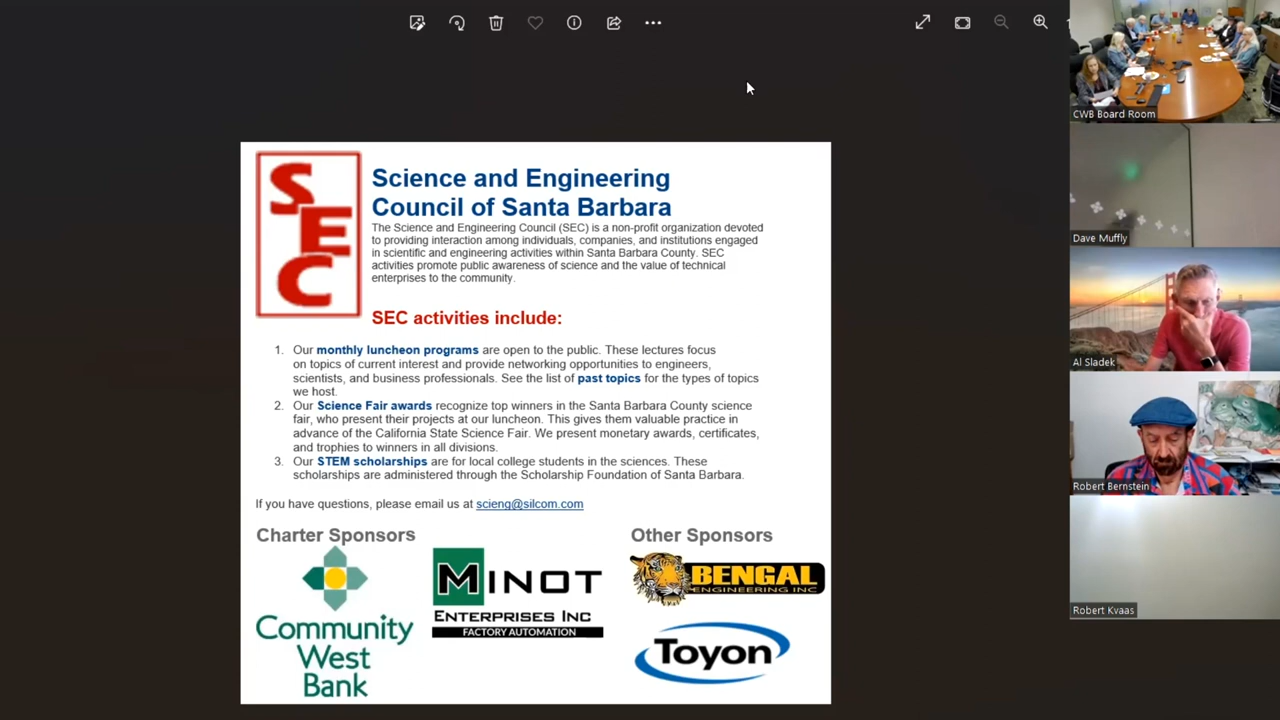 SEC
Science and Engineering
Council of Santa Barbara
The Science and Engineering Council (SEC) is a non-profit organization devoted
to providing interaction among individuals, companies, and institutions engaged
in scientific and engineering activities within Santa Barbara County. SEC
activities promote public awareness of science and the value of technical
enterprises to the community.
SEC activities include:
1. Our monthly luncheon programs are open to the public. These lectures focus
on topics of current interest and provide networking opportunities to engineers,
scientists, and business professionals. See the list of past topics for the types of topics
we host.
2. Our Science Fair awards recognize top winners in the Santa Barbara County science
fair, who present their projects at our luncheon. This gives them valuable practice in
advance of the California State Science Fair. We present monetary awards, certificates,
and trophies to winners in all divisions.
3. Our STEM scholarships are for local college students in the sciences. These
scholarships are administered through the Scholarship Foundation of Santa Barbara.
If you have questions, please email us at scieng@silcom.com
Charter Sponsors
Community
West
Bank
MINOT
ENTERPRISES INC
FACTORY AUTOMATION
Other Sponsors
BENGAL
ENGINEERING INC
Toyon
CWB Board Room
Dave Muffly
Al Sladek
Robert Bernstein
Robert Kvaas